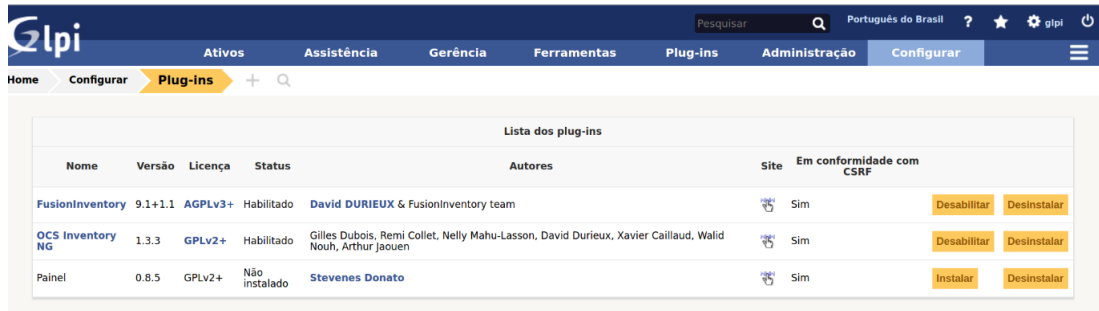 Glpi
Pesquisar
Português do Brasil ? glpi
Ativos Assistência Gerência Ferramentas Plug-ins Administração Configurar
Home Configurar Plug-ins
Lista dos plug-ins
Nome Versão Licença Status Autores Site Em conformidade com CSRF
FusionInventory 9.1+1.1 AGPLv3+ Habilitado David DURIEUX & FusionInventory team Sim Desabilitar Desinstalar
OCS Inventory NG 1.3.3 GPLv2+ Habilitado Gilles Dubois, Remi Collet, Nelly Mahu-Lasson, David Durieux, Xavier Caillaud, Walid Nouh, Arthur Jaouen Sim Desabilitar Desinstalar
Painel 0.8.5 GPLv2+ Não instalado Stevenes Donato Sim Instalar Desinstalar